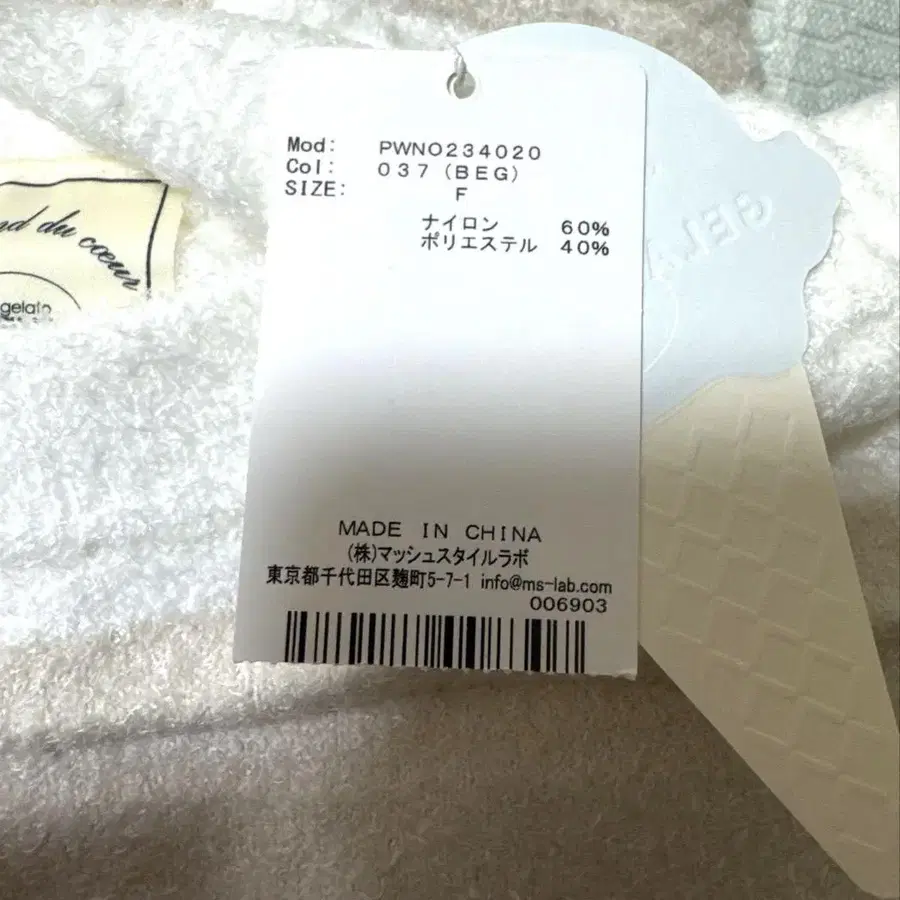 Mod: PWNO234020
Col: 037 (BEG)
SIZE: F
ナイロン 60%
ポリエステル 40%
MADE IN CHINA
(株)マッシュスタイルラボ
東京都千代田区麹町5-7-1 info@ms-lab.com
006903
du cœur
gelato